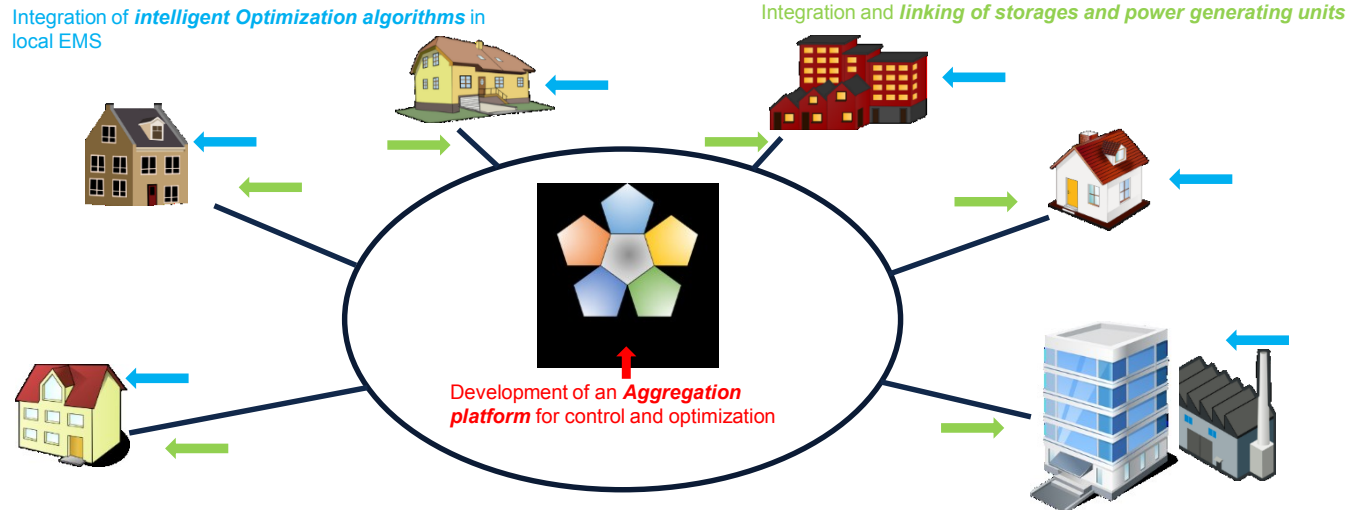 Integration of intelligent Optimization algorithms in
local EMS
Integration and linking of storages and power generating units
Development of an Aggregation
platform for control and optimization